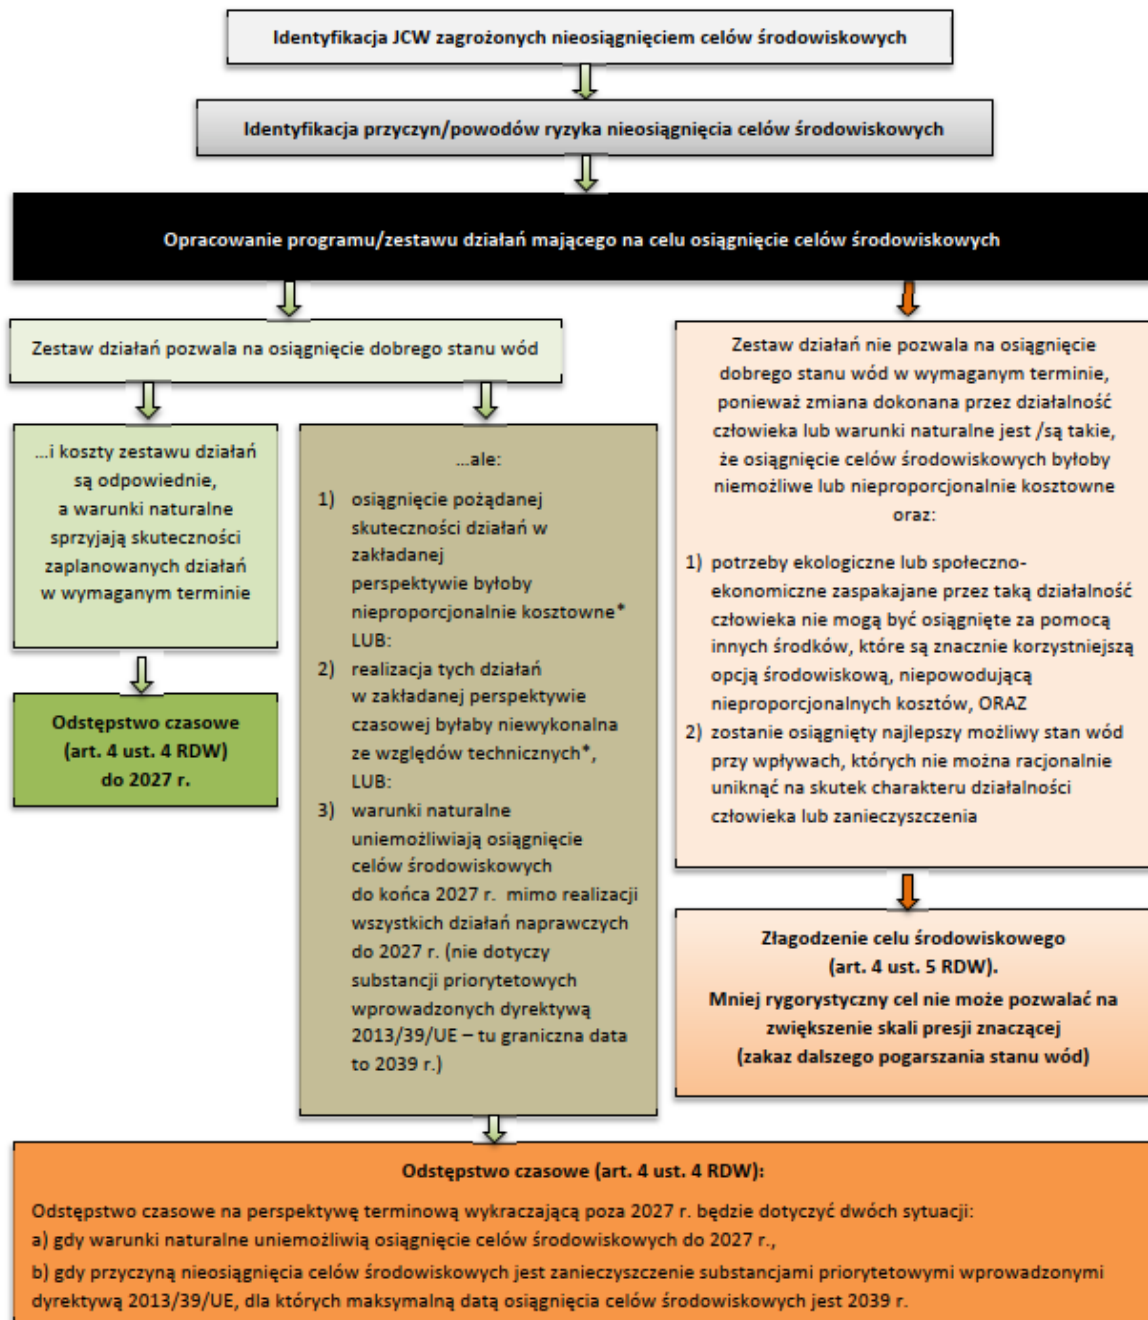 Identyfikacja JCW zagrożonych nieosiągnięciem celów środowiskowych
Identyfikacja przyczyn/powodów ryzyka nieosiągnięcia celów środowiskowych
Opracowanie programu/zestawu działań mającego na celu osiągnięcie celów środowiskowych
Zestaw działań pozwala na osiągnięcie dobrego stanu wód
...i koszty zestawu działań
są odpowiednie,
a warunki naturalne
sprzyjają skuteczności
zaplanowanych działań
w wymaganym terminie
Odstępstwo czasowe
(art. 4 ust. 4 RDW)
do 2027 r.
...ale:
1) osiągnięcie pożądanej
skuteczności działań w
zakładanej
perspektywie byłoby
nieproporcjonalnie kosztowne*
LUB:
2) realizacja tych działań
w zakładanej perspektywie
czasowej byłaby niewykonalna
ze względów technicznych*,
LUB:
3) warunki naturalne
uniemożliwiają osiągnięcie
celów środowiskowych
do końca 2027 r. mimo realizacji
wszystkich działań naprawczych
do 2027 r. (nie dotyczy
substancji priorytetowych
wprowadzonych dyrektywą
2013/39/UE – tu graniczna data
to 2039 r.)
Zestaw działań nie pozwala na osiągnięcie
dobrego stanu wód w wymaganym terminie,
ponieważ zmiana dokonana przez działalność
człowieka lub warunki naturalne jest /są takie,
że osiągnięcie celów środowiskowych byłoby
niemożliwe lub nieproporcjonalnie kosztowne
oraz:
1) potrzeby ekologiczne lub społeczno-
ekonomiczne zaspakajane przez taką działalność
człowieka nie mogą być osiągnięte za pomocą
innych środków, które są znacznie korzystniejszą
opcją środowiskową, niepowodującą
nieproporcjonalnych kosztów, ORAZ
2) zostanie osiągnięty najlepszy możliwy stan wód
przy wpływach, których nie można racjonalnie
uniknąć na skutek charakteru działalności
człowieka lub zanieczyszczenia
Złagodzenie celu środowiskowego
(art. 4 ust. 5 RDW).
Mniej rygorystyczny cel nie może pozwalać na
zwiększenie skali presji znaczącej
(zakaz dalszego pogarszania stanu wód)
Odstępstwo czasowe (art. 4 ust. 4 RDW):
Odstępstwo czasowe na perspektywę terminową wykraczającą poza 2027 r. będzie dotyczyć dwóch sytuacji:
a) gdy warunki naturalne uniemożliwią osiągnięcie celów środowiskowych do 2027 r.,
b) gdy przyczyną nieosiągnięcia celów środowiskowych jest zanieczyszczenie substancjami priorytetowymi wprowadzonymi
dyrektywą 2013/39/UE, dla których maksymalną datą osiągnięcia celów środowiskowych jest 2039 r.